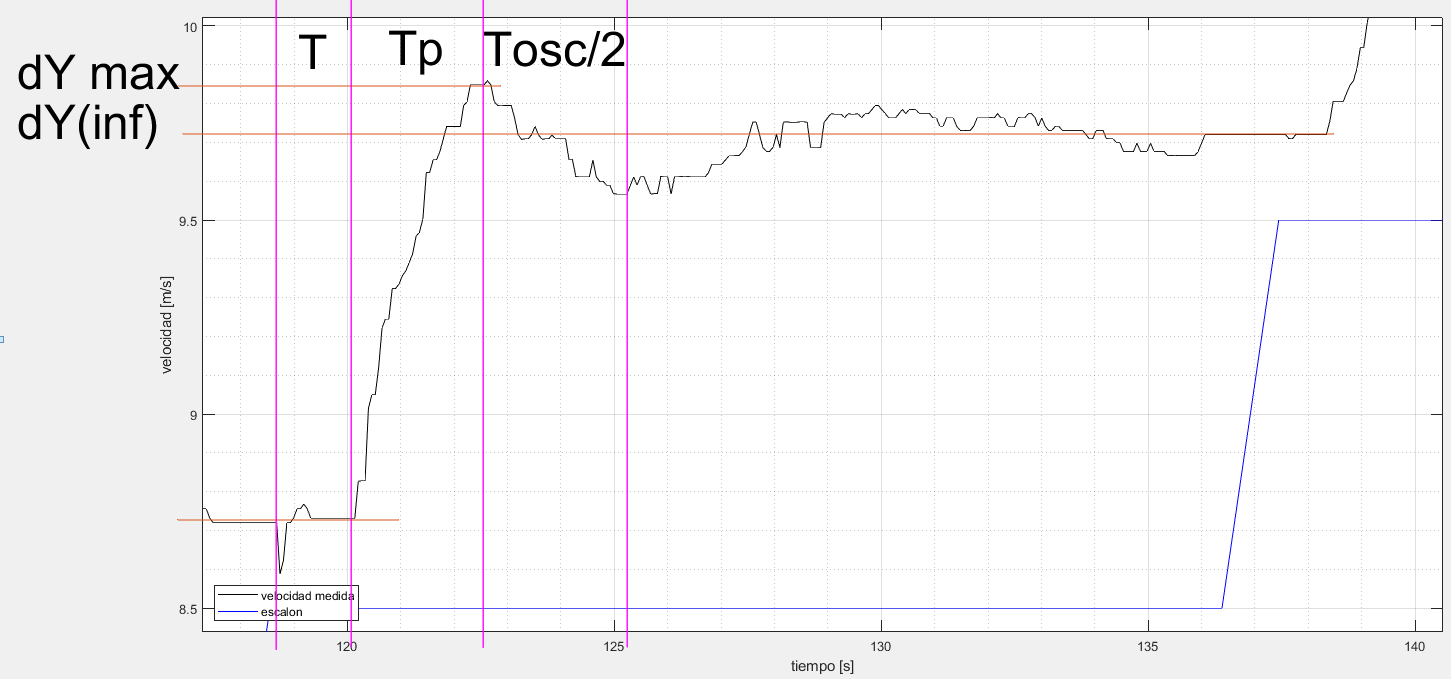 T
Tp
Tosc/2
dY max
dY(inf)
10
9.5
9
8.5
velocidad [m/s]
velocidad medida
escalon
120
125
130
135
140
tiempo [s]